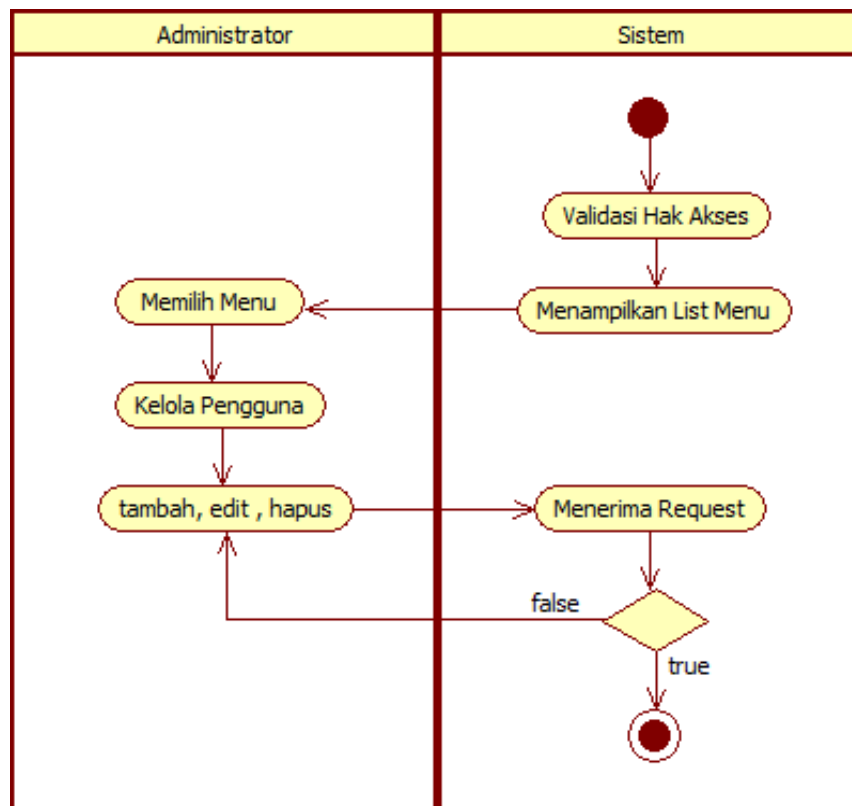 Administrator
Sistem
Validasi Hak Akses
Memilih Menu
Menampilkan List Menu
Kelola Pengguna
tambah, edit , hapus
Menerima Request
false
true